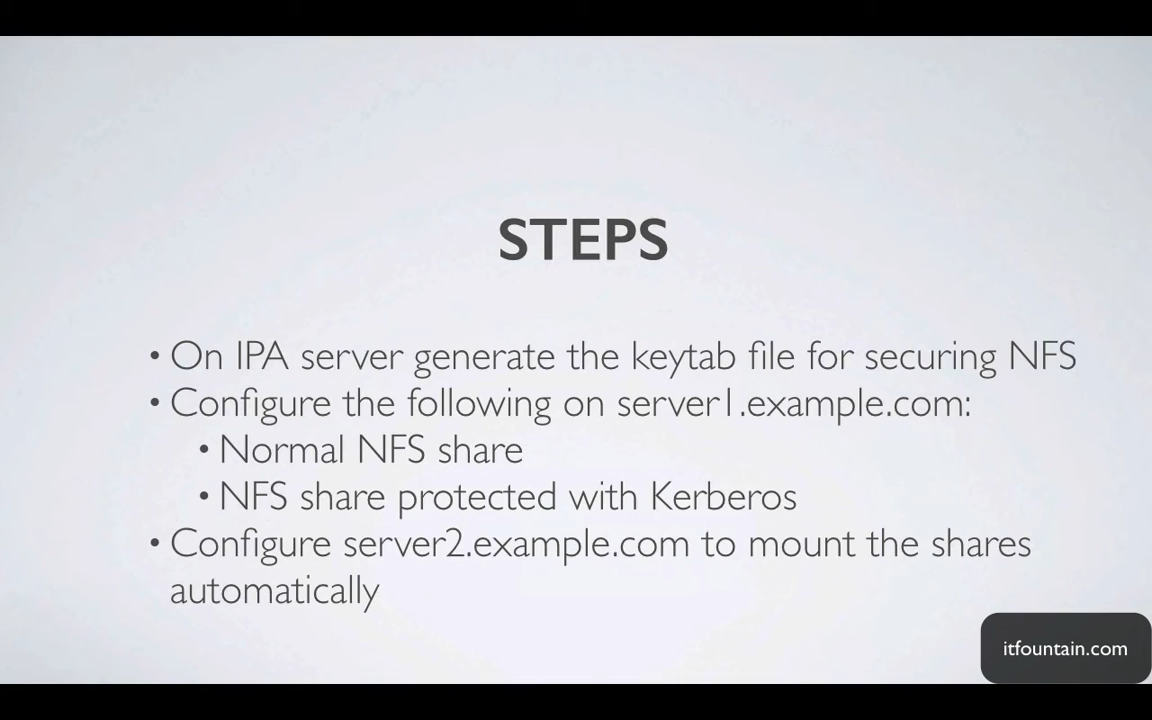 STEPS
• On IPA server generate the keytab file for securing NFS
• Configure the following on server1.example.com:
• Normal NFS share
• NFS share protected with Kerberos
• Configure server2.example.com to mount the shares
automatically
itfountain.com